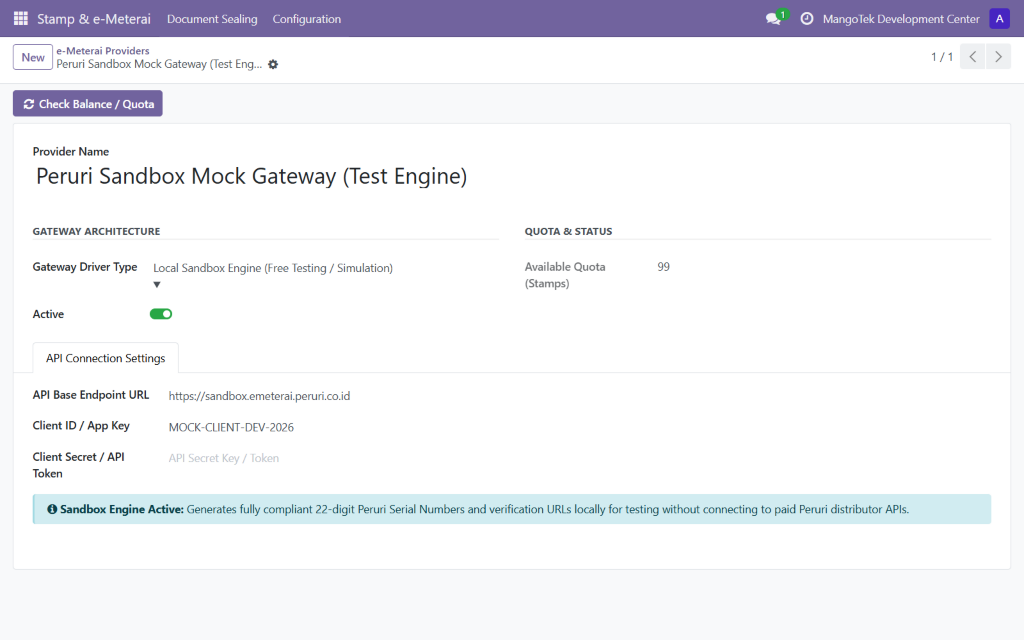 Stamp & e-Meterai Document Sealing Configuration 1 MangoTek Development Center A
New e-Meterai Providers 1 / 1
Peruri Sandbox Mock Gateway (Test Eng...
Check Balance / Quota
Provider Name
Peruri Sandbox Mock Gateway (Test Engine)
GATEWAY ARCHITECTURE
Gateway Driver Type Local Sandbox Engine (Free Testing / Simulation)
Active
QUOTA & STATUS
Available Quota 99
(Stamps)
API Connection Settings
API Base Endpoint URL https://sandbox.emeterai.peruri.co.id
Client ID / App Key MOCK-CLIENT-DEV-2026
Client Secret / API API Secret Key / Token
Token
Sandbox Engine Active: Generates fully compliant 22-digit Peruri Serial Numbers and verification URLs locally for testing without connecting to paid Peruri distributor APIs.